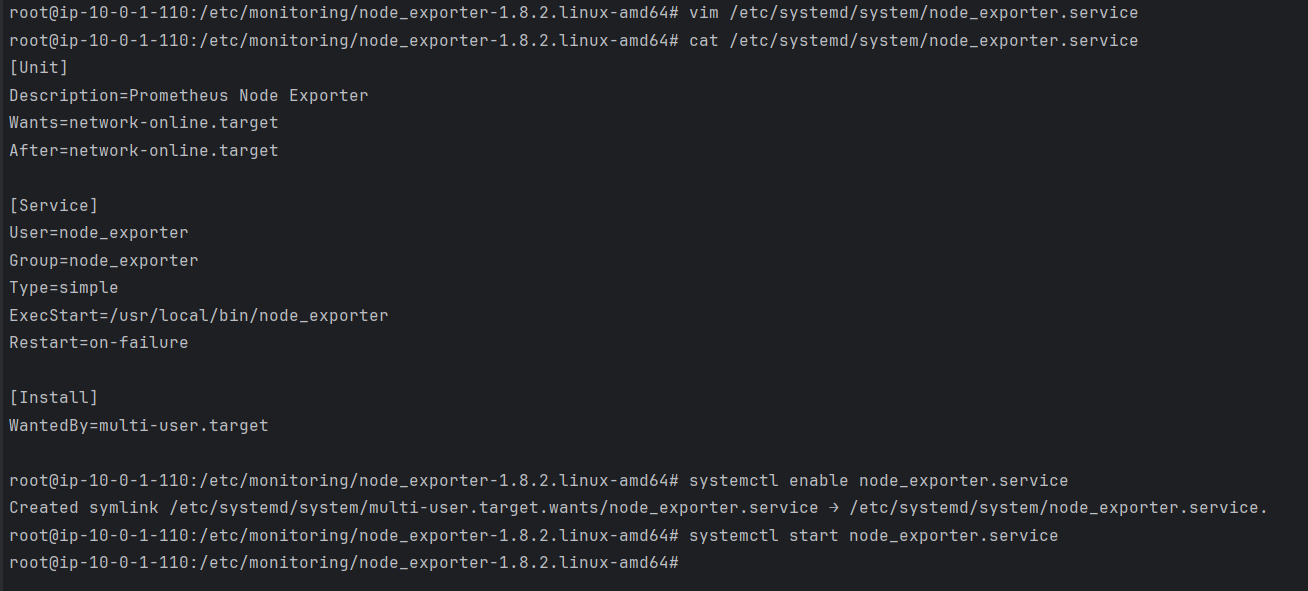 root@ip-10-0-1-110:/etc/monitoring/node_exporter-1.8.2.linux-amd64# vim /etc/systemd/system/node_exporter.service
root@ip-10-0-1-110:/etc/monitoring/node_exporter-1.8.2.linux-amd64# cat /etc/systemd/system/node_exporter.service
[Unit]
Description=Prometheus Node Exporter
Wants=network-online.target
After=network-online.target

[Service]
User=node_exporter
Group=node_exporter
Type=simple
ExecStart=/usr/local/bin/node_exporter
Restart=on-failure

[Install]
WantedBy=multi-user.target

root@ip-10-0-1-110:/etc/monitoring/node_exporter-1.8.2.linux-amd64# systemctl enable node_exporter.service
Created symlink /etc/systemd/system/multi-user.target.wants/node_exporter.service → /etc/systemd/system/node_exporter.service.
root@ip-10-0-1-110:/etc/monitoring/node_exporter-1.8.2.linux-amd64# systemctl start node_exporter.service
root@ip-10-0-1-110:/etc/monitoring/node_exporter-1.8.2.linux-amd64#